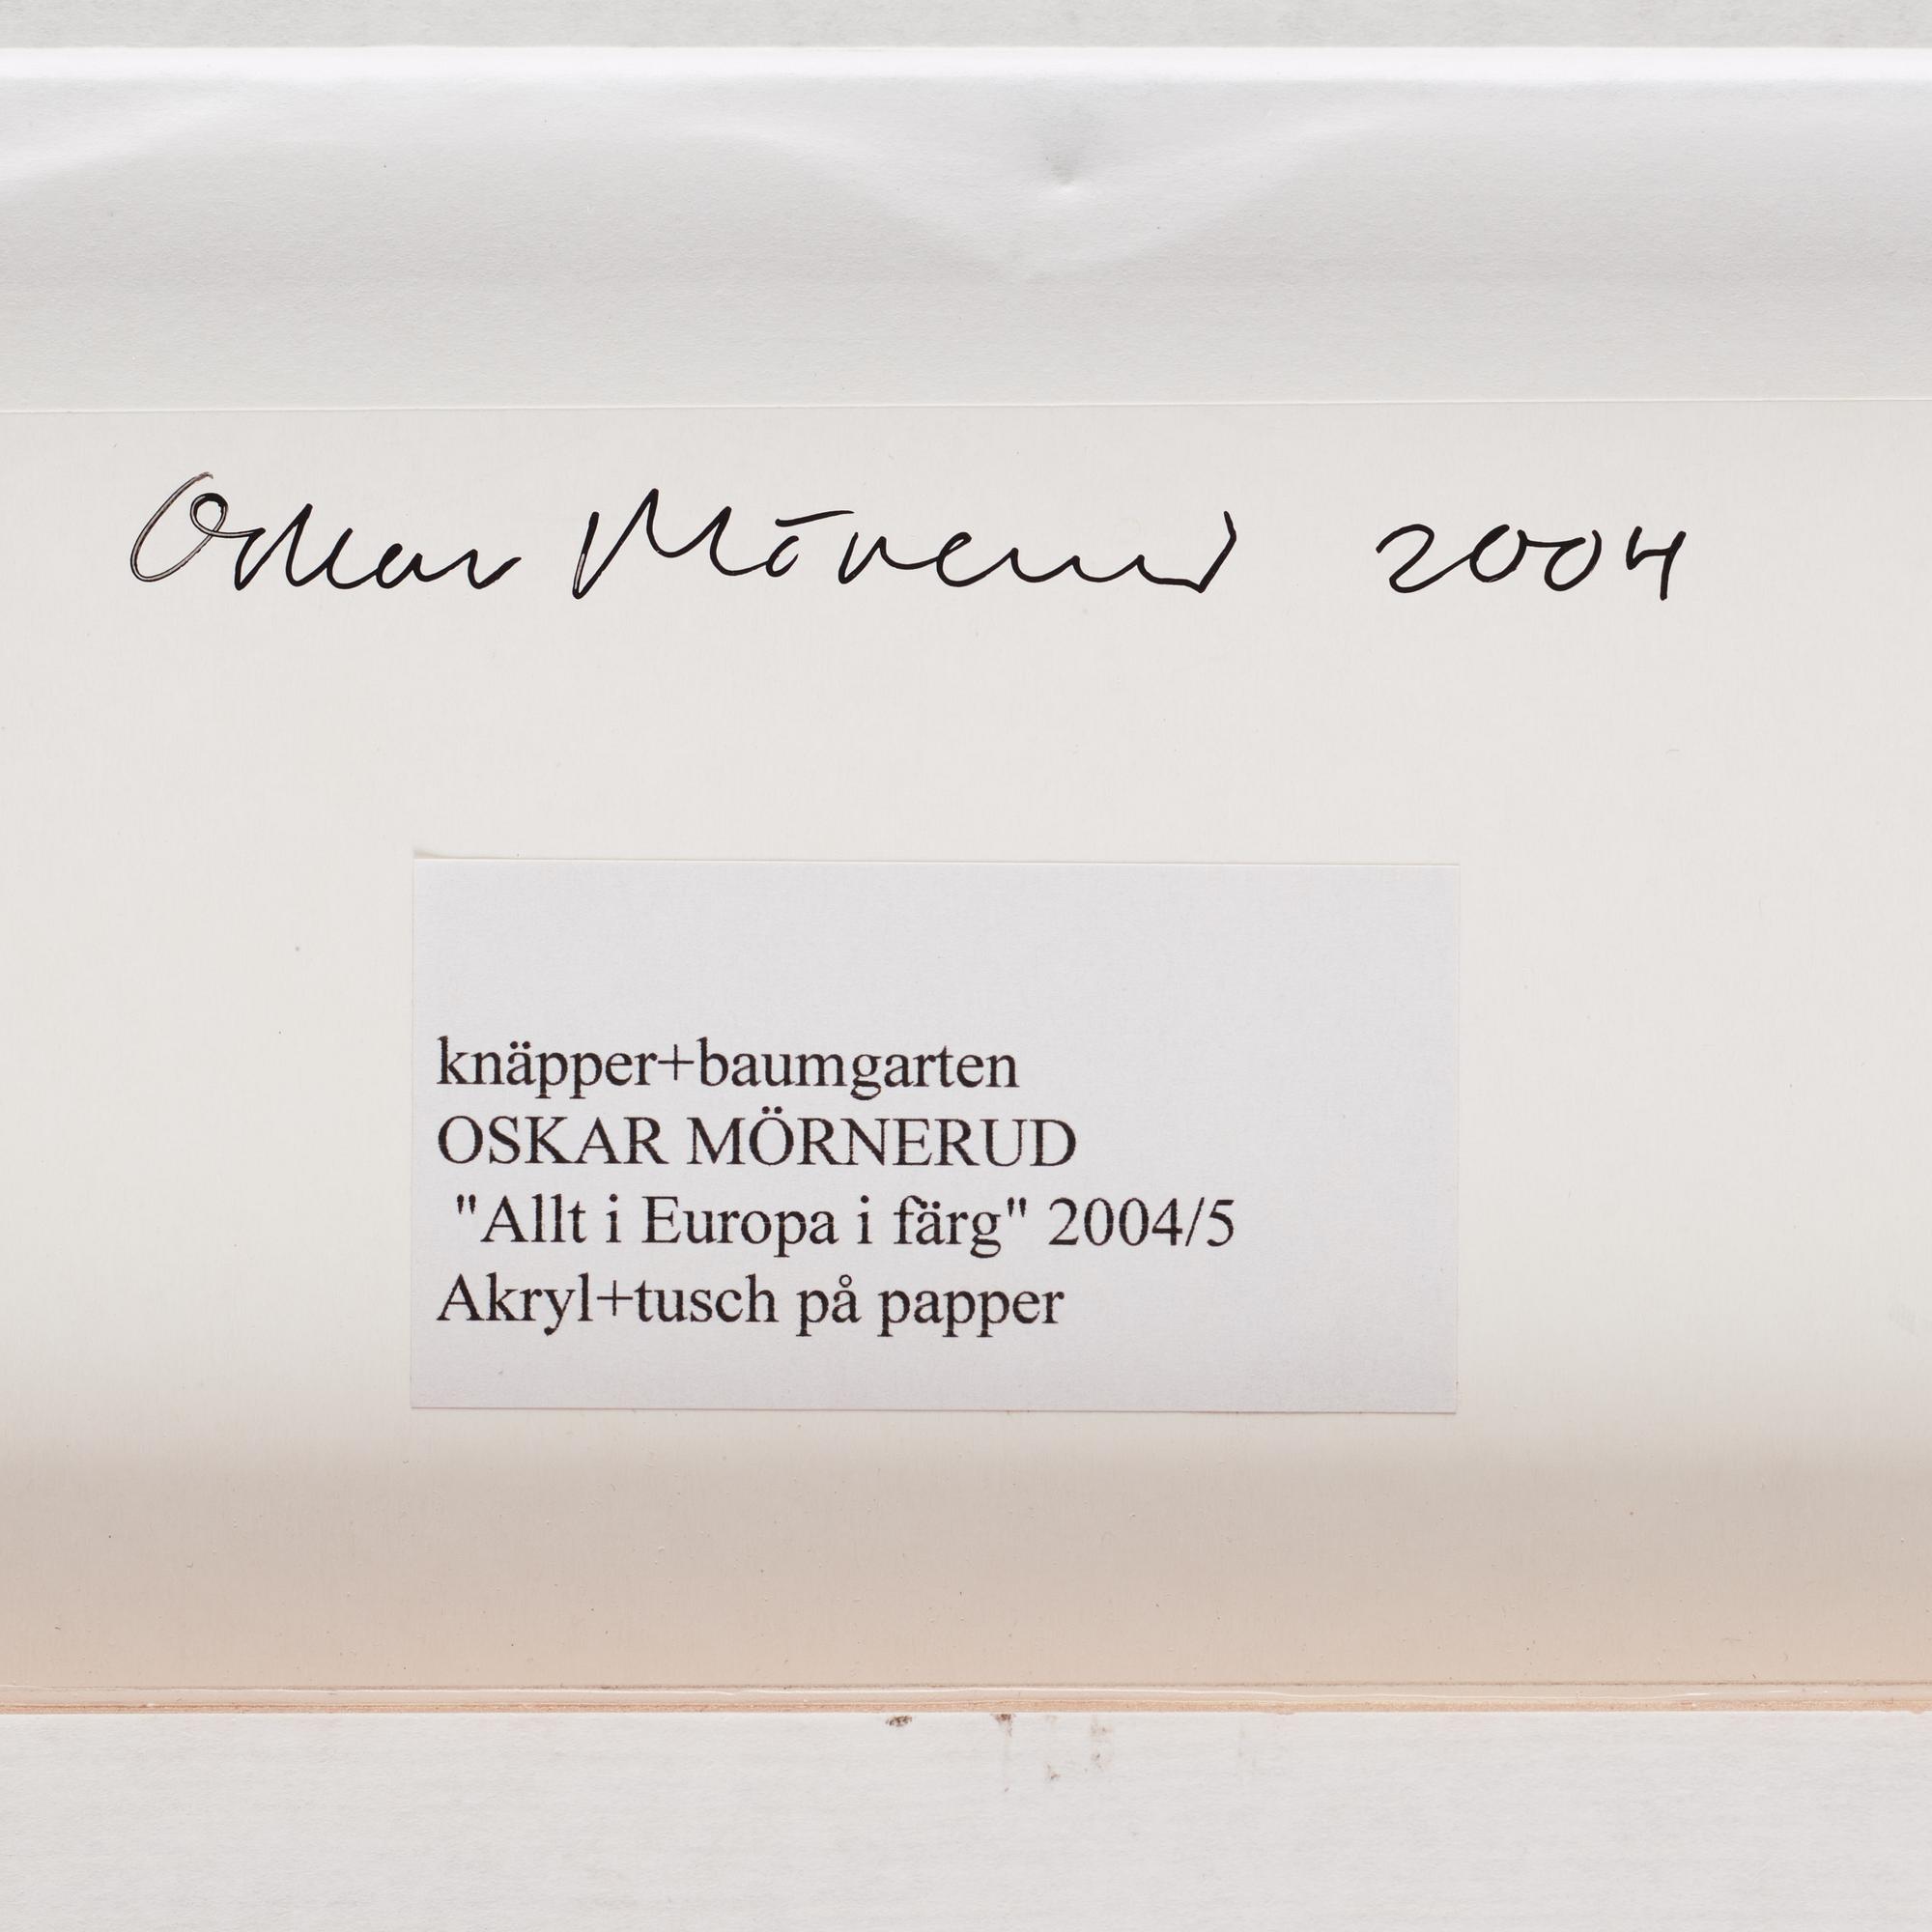 Oskar Mörnerud 2004
knäpper+baumgarten
OSKAR MÖRNERUD
"Allt i Europa i färg" 2004/5
Akryl+tusch på papper